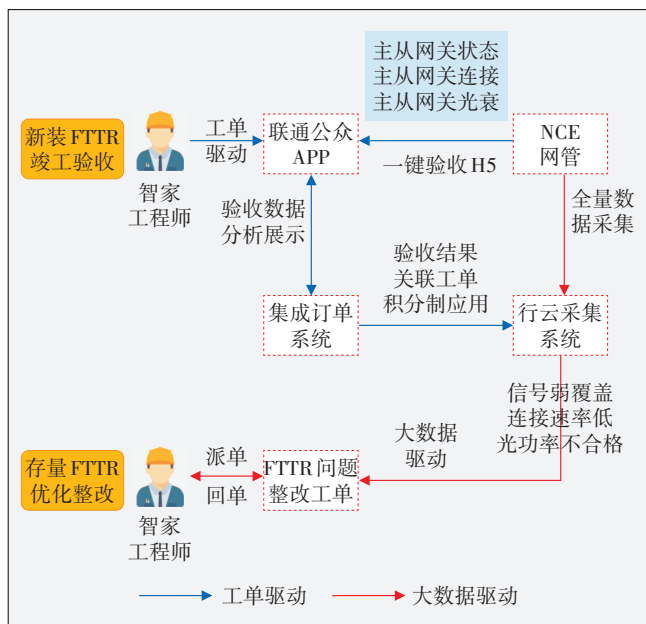 主从网关状态
主从网关连接
主从网关光衰
新装FTTR
竣工验收
智家
工程师
工单
驱动
联通公众
APP
一键验收H5
NCE
网管
验收数据
分析展示
全量数
据采集
验收结果
关联工单
积分制应用
集成订单
系统
行云采集
系统
信号弱覆盖
连接速率低
光功率不合格
大数据
驱动
存量FTTR
优化整改
智家
工程师
派单
回单
FTTR问题
整改工单
工单驱动
大数据驱动